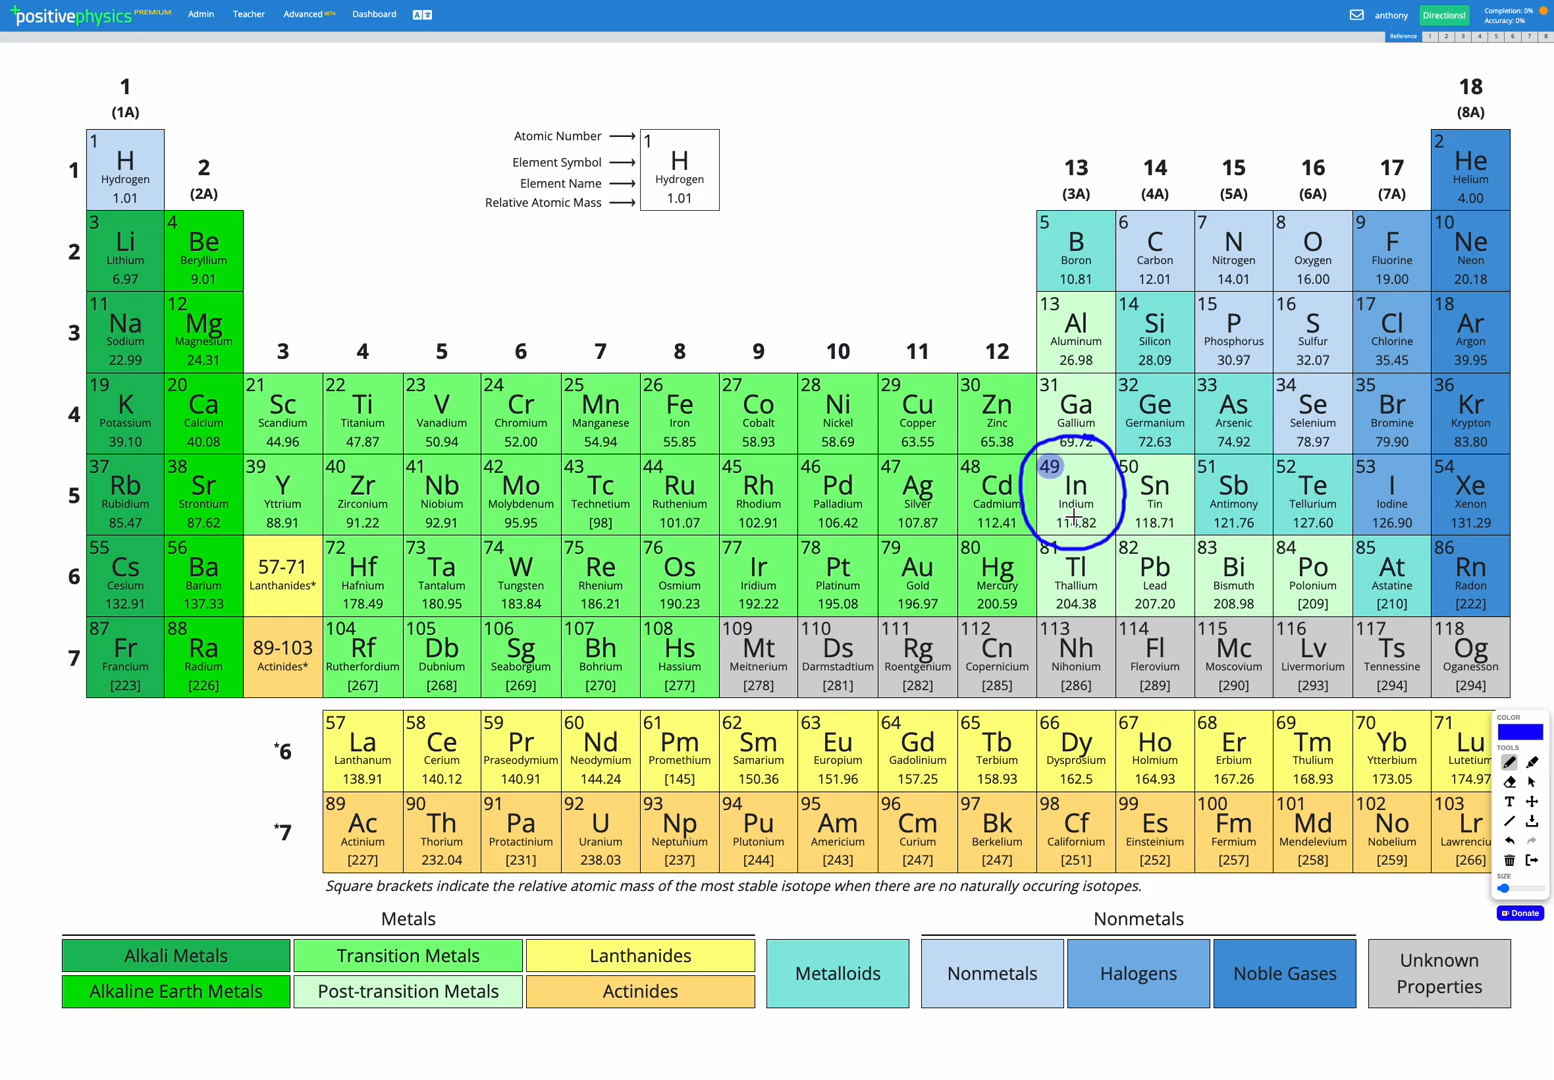 positivephysics PREMIUM Admin Teacher Advanced BETA Dashboard anthony Directions! Completion: 0%
Accuracy: 0%
Reference 1 2 3 4 5 6 7 8
1 18
(1A) (8A)
Atomic Number 1
Element Symbol H
Element Name Hydrogen
Relative Atomic Mass 1.01
1 2 13 14 15 16 17
(2A) (3A) (4A) (5A) (6A) (7A)
1 2
H He
Hydrogen Helium
1.01 4.00
2
3 4 5 6 7 8 9 10
Li Be B C N O F Ne
Lithium Beryllium Boron Carbon Nitrogen Oxygen Fluorine Neon
6.97 9.01 10.81 12.01 14.01 16.00 19.00 20.18
3
11 12 13 14 15 16 17 18
Na Mg Al Si P S Cl Ar
Sodium Magnesium Aluminum Silicon Phosphorus Sulfur Chlorine Argon
22.99 24.31 26.98 28.09 30.97 32.07 35.45 39.95
3 4 5 6 7 8 9 10 11 12
4
19 20 21 22 23 24 25 26 27 28 29 30 31 32 33 34 35 36
K Ca Sc Ti V Cr Mn Fe Co Ni Cu Zn Ga Ge As Se Br Kr
Potassium Calcium Scandium Titanium Vanadium Chromium Manganese Iron Cobalt Nickel Copper Zinc Gallium Germanium Arsenic Selenium Bromine Krypton
39.10 40.08 44.96 47.87 50.94 52.00 54.94 55.85 58.93 58.69 63.55 65.38 69.72 72.63 74.92 78.97 79.90 83.80
5
37 38 39 40 41 42 43 44 45 46 47 48 49 50 51 52 53 54
Rb Sr Y Zr Nb Mo Tc Ru Rh Pd Ag Cd In Sn Sb Te I Xe
Rubidium Strontium Yttrium Zirconium Niobium Molybdenum Technetium Ruthenium Rhodium Palladium Silver Cadmium Indium Tin Antimony Tellurium Iodine Xenon
85.47 87.62 88.91 91.22 92.91 95.95 [98] 101.07 102.91 106.42 107.87 112.41 114.82 118.71 121.76 127.60 126.90 131.29
6
55 56 57-71 72 73 74 75 76 77 78 79 80 81 82 83 84 85 86
Cs Ba Hf Ta W Re Os Ir Pt Au Hg Tl Pb Bi Po At Rn
Cesium Barium Lanthanides* Hafnium Tantalum Tungsten Rhenium Osmium Iridium Platinum Gold Mercury Thallium Lead Bismuth Polonium Astatine Radon
132.91 137.33 178.49 180.95 183.84 186.21 190.23 192.22 195.08 196.97 200.59 204.38 207.20 208.98 [209] [210] [222]
7
87 88 89-103 104 105 106 107 108 109 110 111 112 113 114 115 116 117 118
Fr Ra Rf Db Sg Bh Hs Mt Ds Rg Cn Nh Fl Mc Lv Ts Og
Francium Radium Actinides* Rutherfordium Dubnium Seaborgium Bohrium Hassium Meitnerium Darmstadtium Roentgenium Copernicium Nihonium Flerovium Moscovium Livermorium Tennessine Oganesson
[223] [226] [267] [268] [269] [270] [277] [278] [281] [282] [285] [286] [289] [290] [293] [294] [294]
*6
57 58 59 60 61 62 63 64 65 66 67 68 69 70 71
La Ce Pr Nd Pm Sm Eu Gd Tb Dy Ho Er Tm Yb Lu
Lanthanum Cerium Praseodymium Neodymium Promethium Samarium Europium Gadolinium Terbium Dysprosium Holmium Erbium Thulium Ytterbium Lutetium
138.91 140.12 140.91 144.24 [145] 150.36 151.96 157.25 158.93 162.5 164.93 167.26 168.93 173.05 174.97
*7
89 90 91 92 93 94 95 96 97 98 99 100 101 102 103
Ac Th Pa U Np Pu Am Cm Bk Cf Es Fm Md No Lr
Actinium Thorium Protactinium Uranium Neptunium Plutonium Americium Curium Berkelium Californium Einsteinium Fermium Mendelevium Nobelium Lawrenciu
[227] 232.04 [231] 238.03 [237] [244] [243] [247] [247] [251] [252] [257] [258] [259] [266]
Square brackets indicate the relative atomic mass of the most stable isotope when there are no naturally occuring isotopes.
Metals Nonmetals
Alkali Metals Transition Metals Lanthanides
Alkaline Earth Metals Post-transition Metals Actinides
Metalloids Nonmetals Halogens Noble Gases
Unknown
Properties
COLOR
TOOLS
T
SIZE
Donate